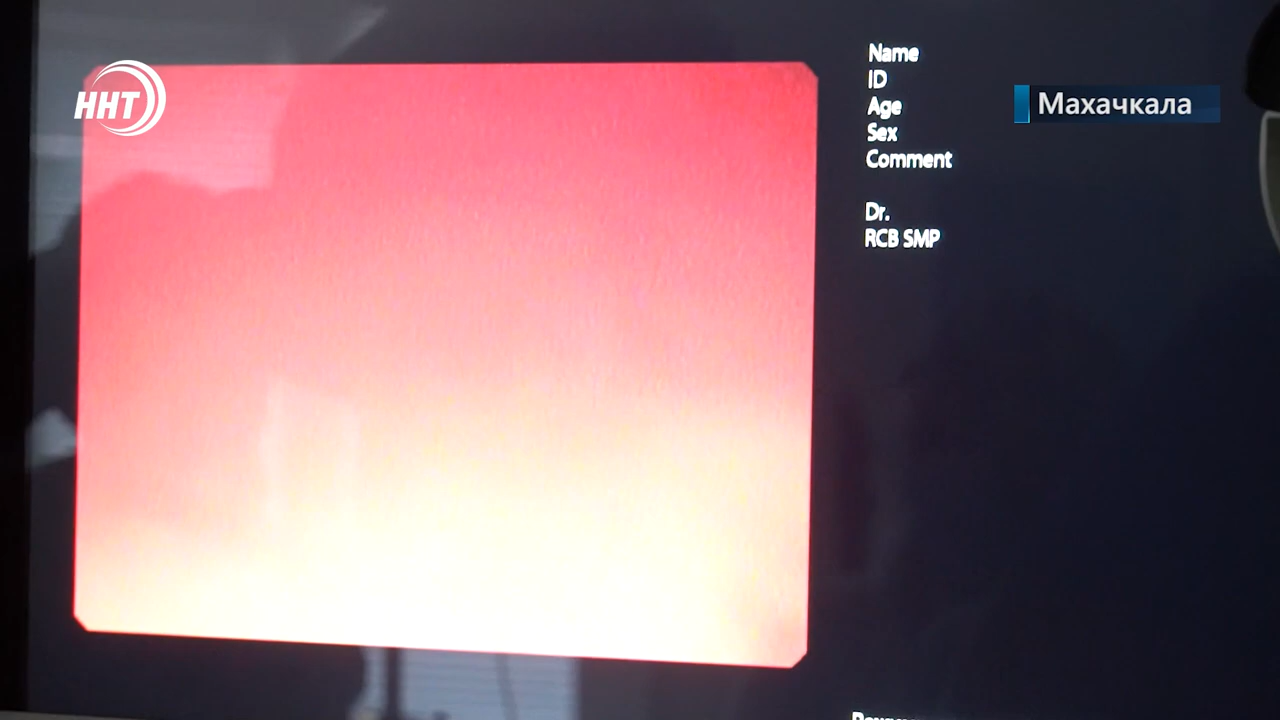 ННТ
Махачкала
Name
ID
Age
Sex
Comment
Dr.
RCB SMP